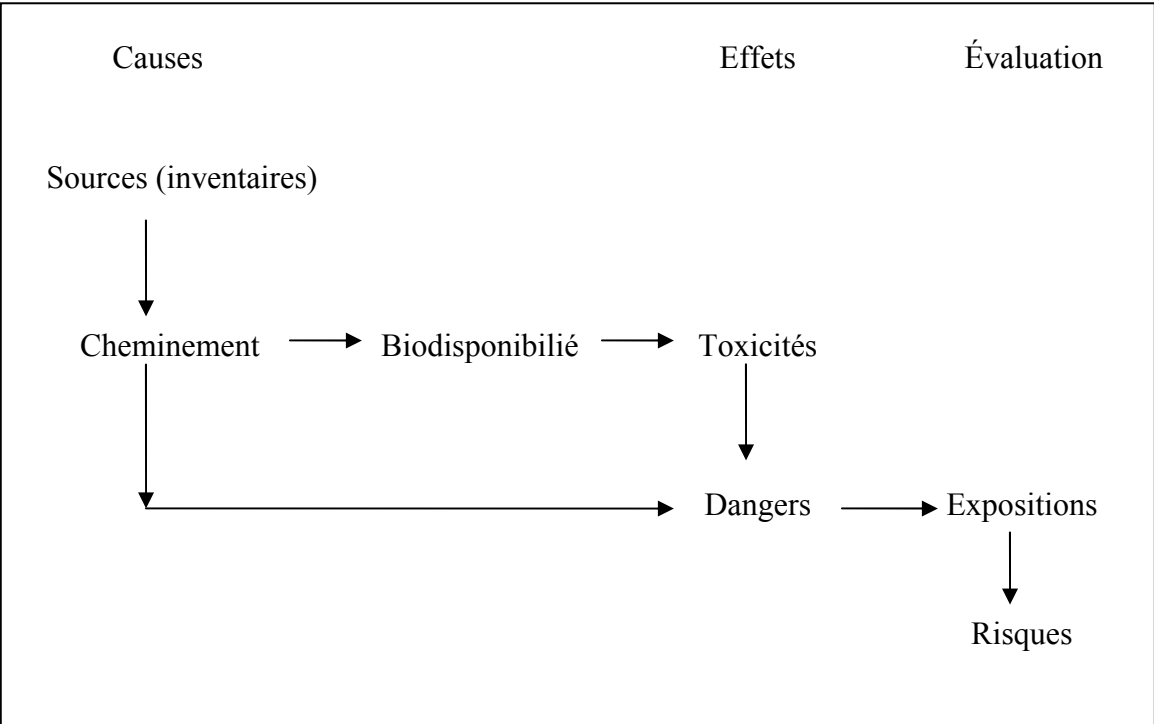 Causes Effets Évaluation
Sources (inventaires)
Cheminement Biodisponibilié Toxicités
Dangers Expositions
Risques